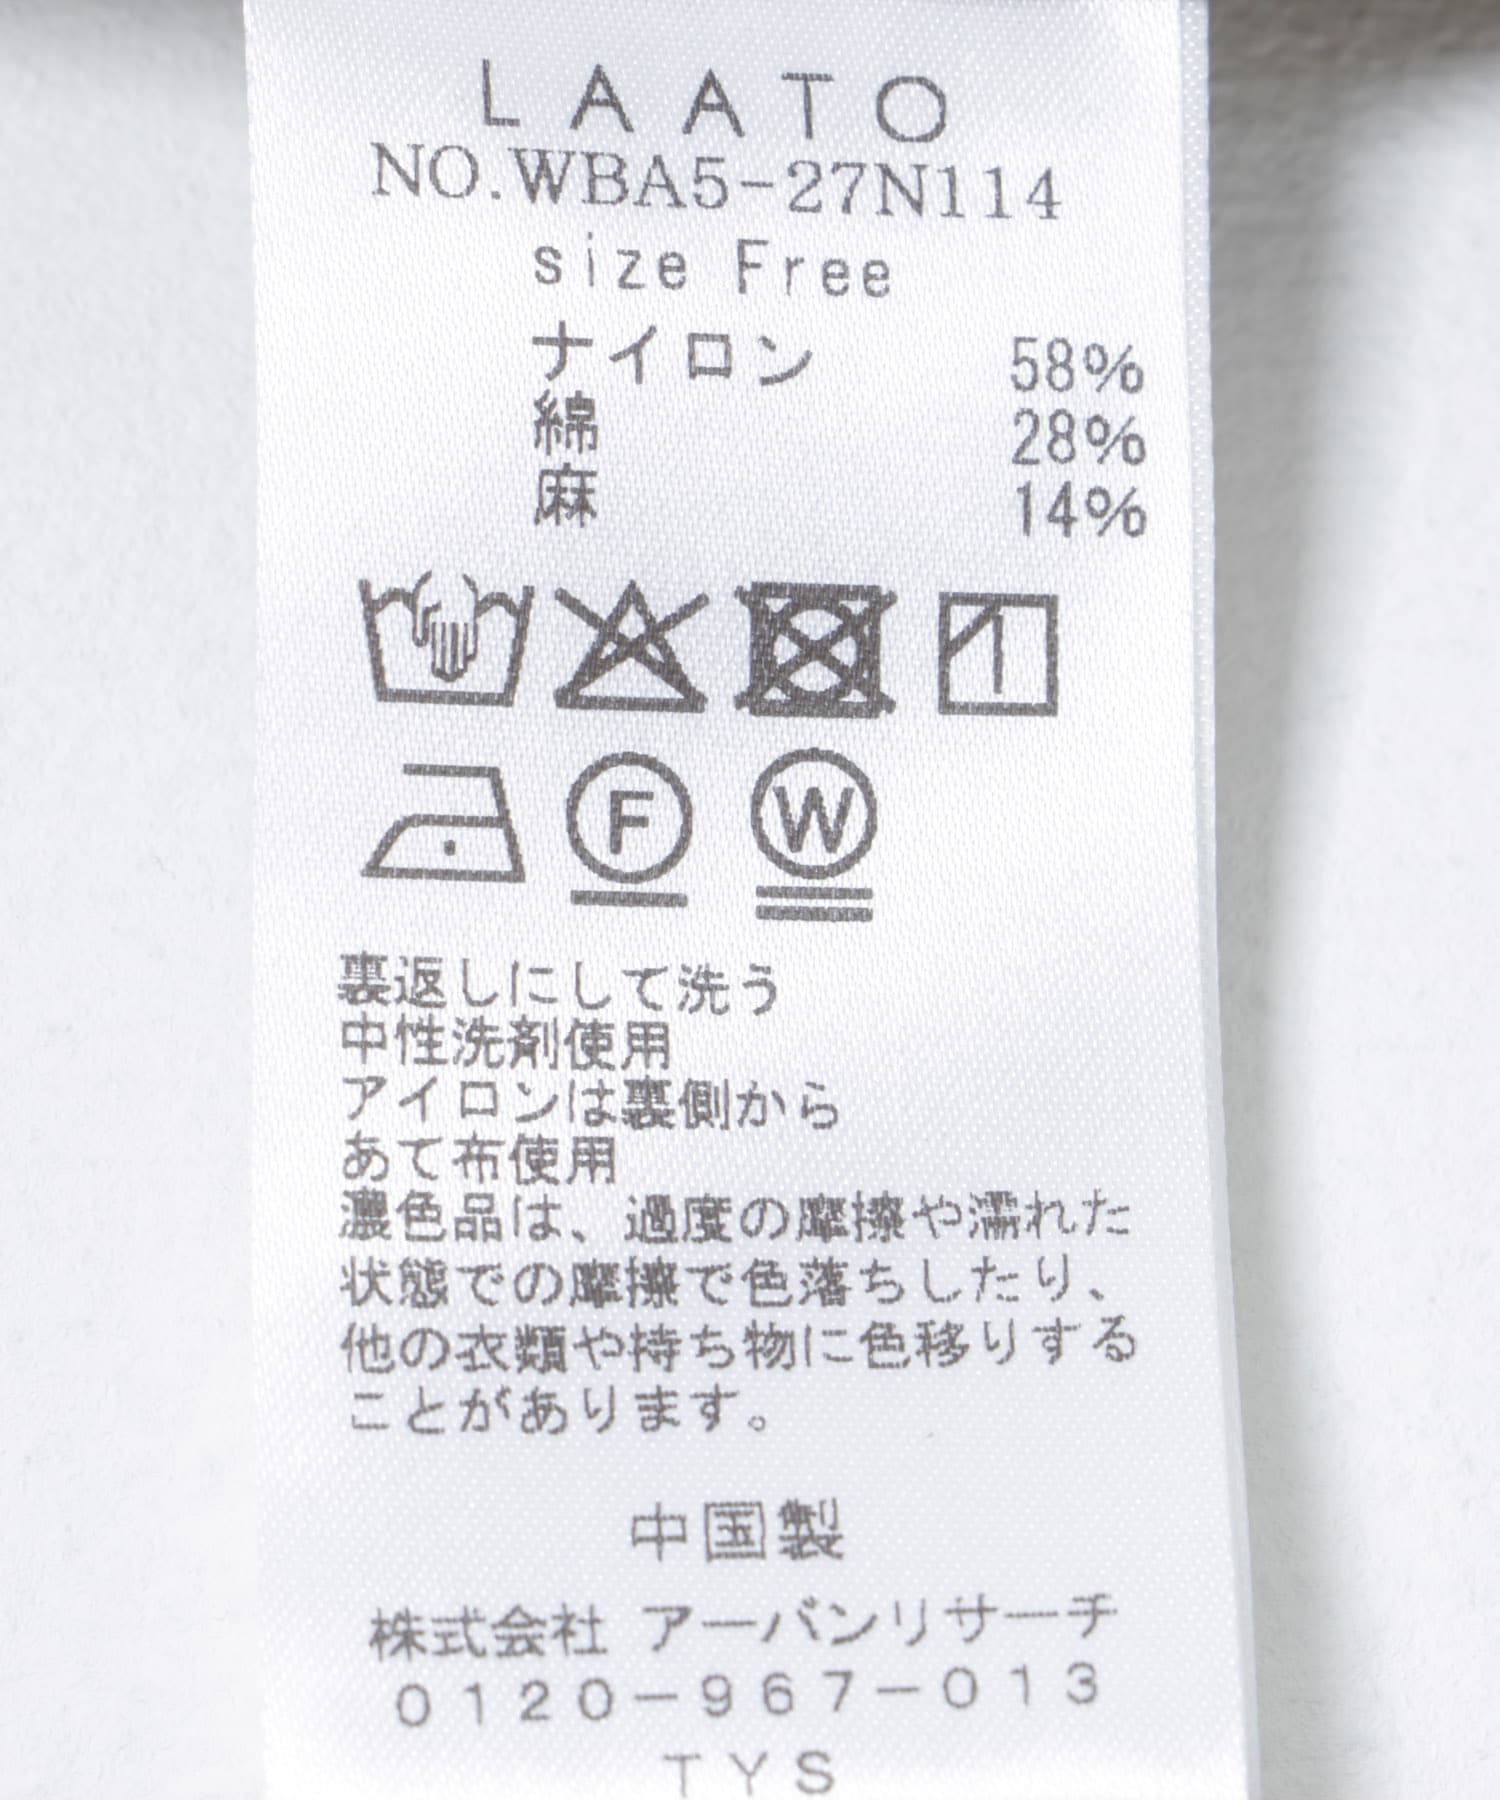 LAATO
NO.WBA5-27N114
size Free
ナイロン 58%
綿 28%
麻 14%
F W
裏返しにして洗う
中性洗剤使用
アイロンは裏側から
あて布使用
濃色品は、過度の摩擦や濡れた
状態での摩擦で色落ちしたり、
他の衣類や持ち物に色移りする
ことがあります。
中国製
株式会社 アーバンリサーチ
0120-967-013
TYS